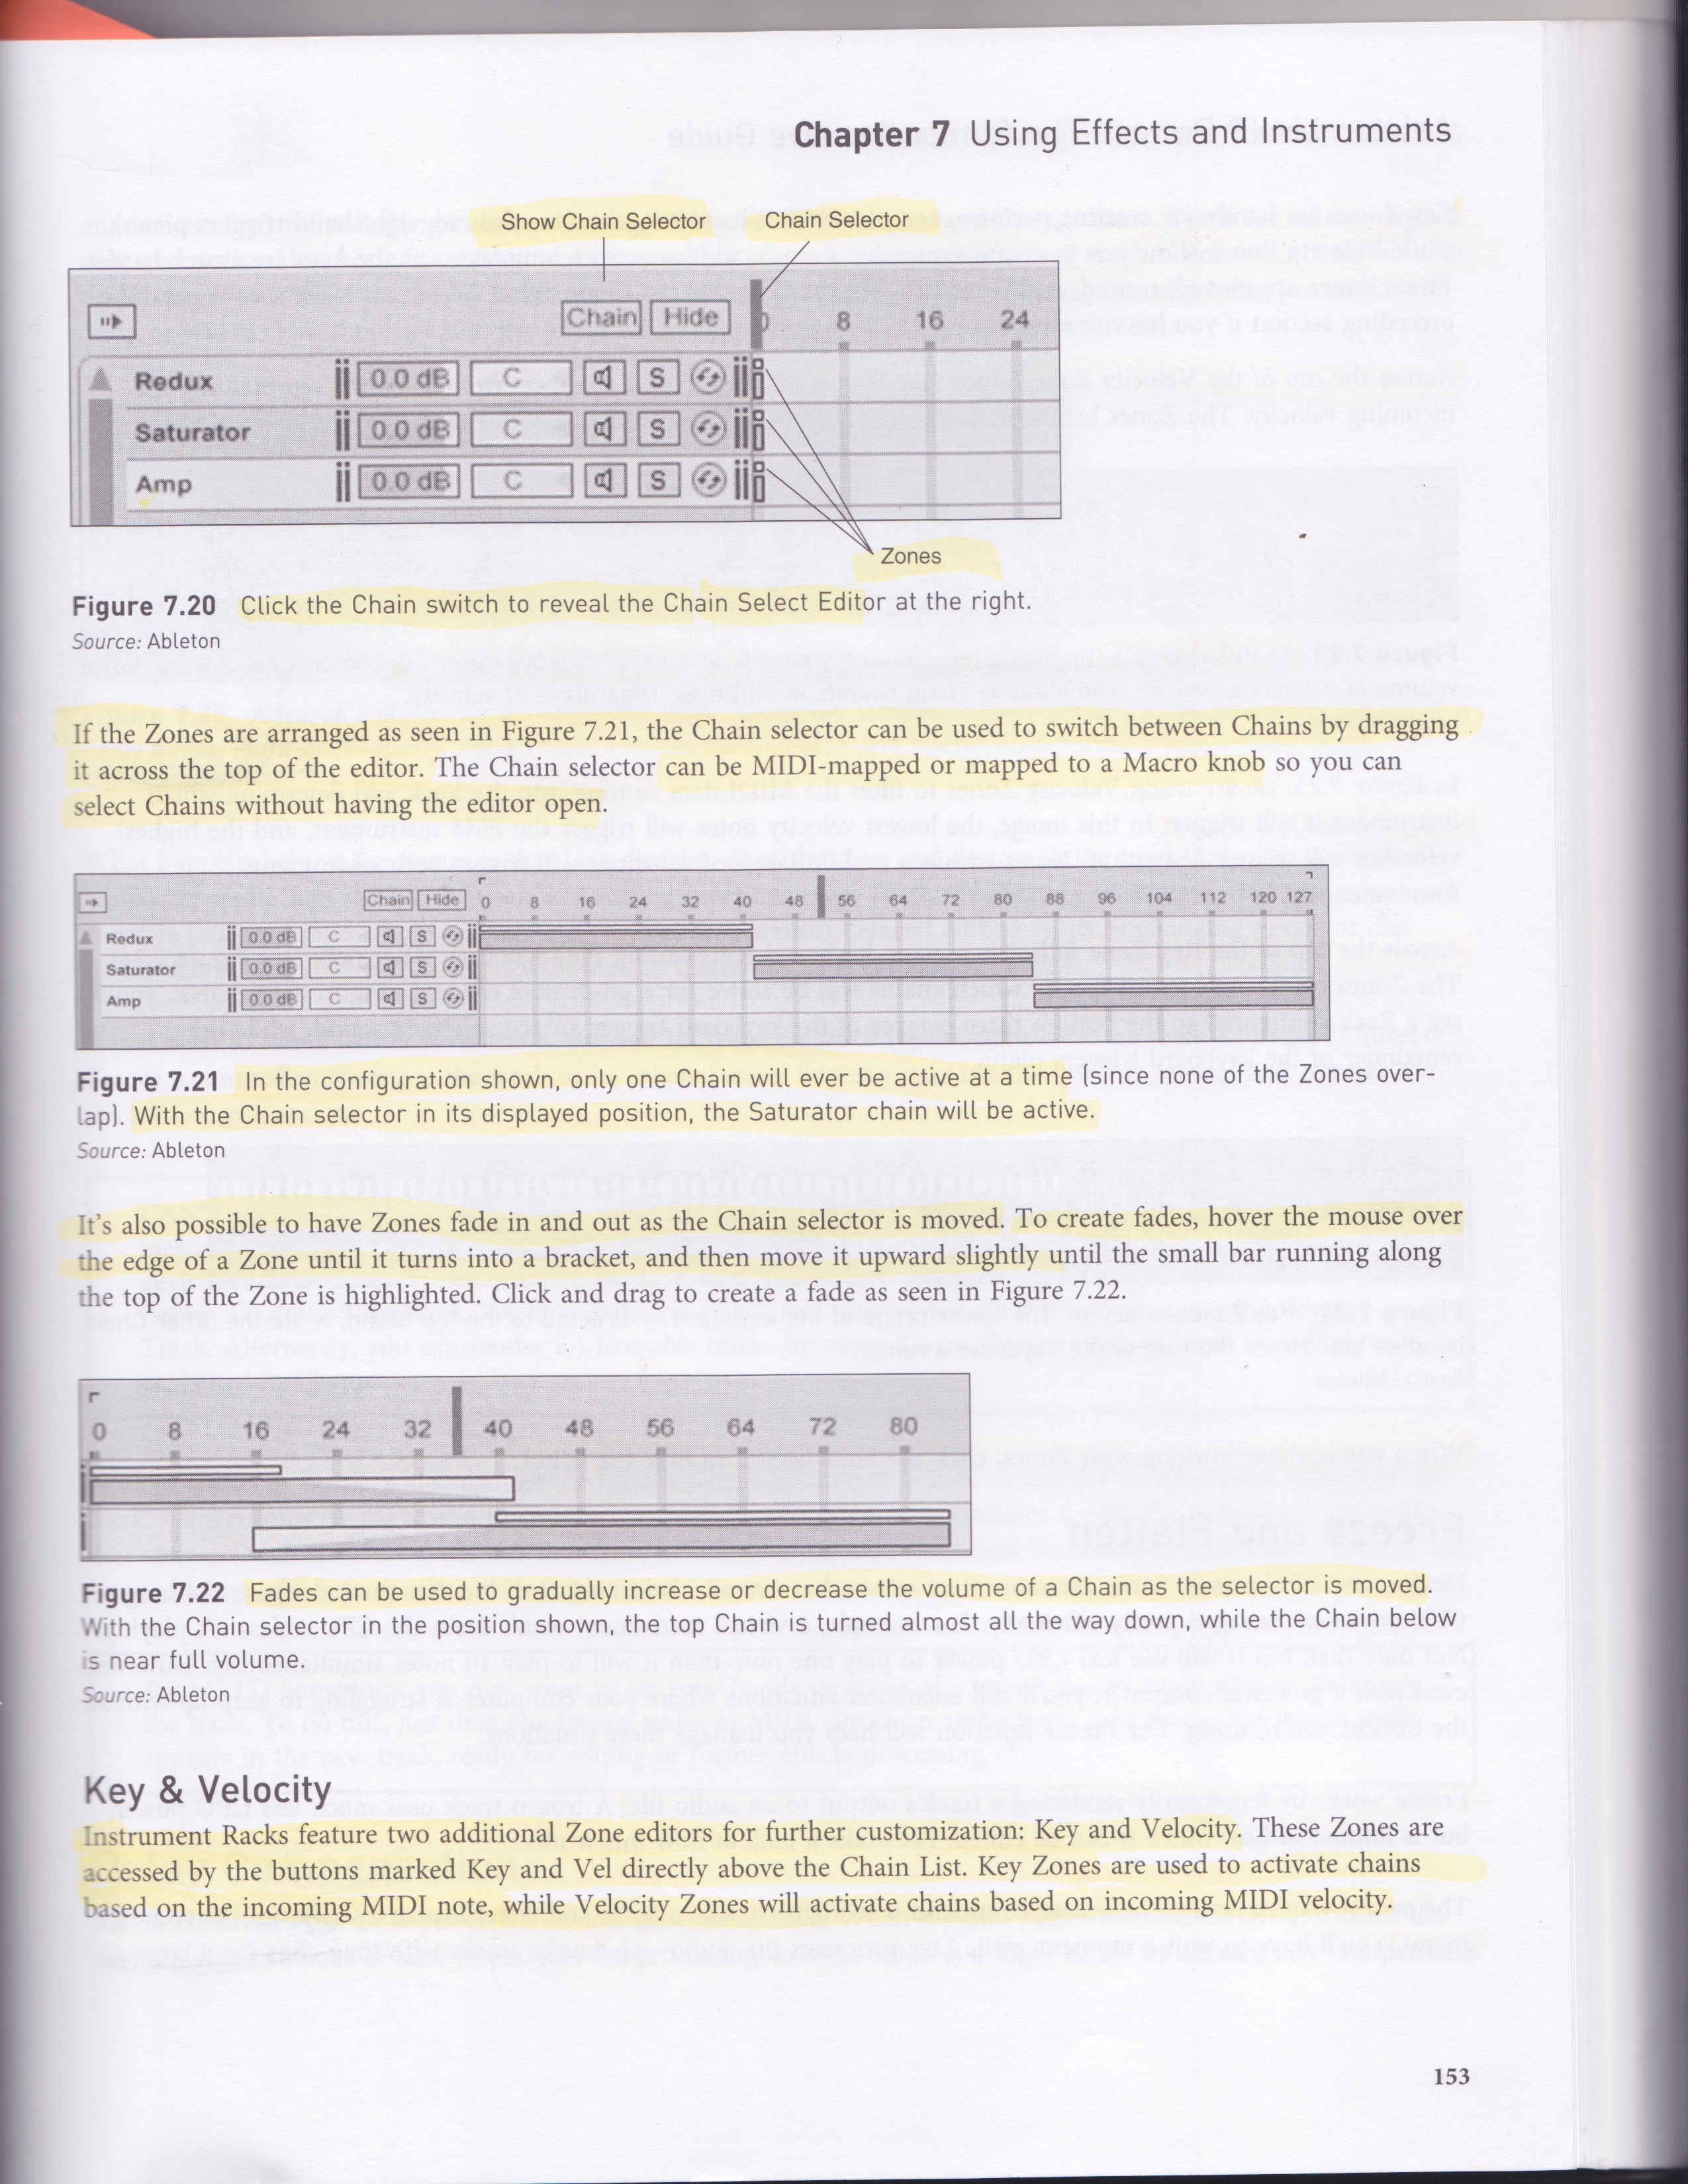 Chapter 7 Using Effects and Instruments
Show Chain Selector
Chain Selector
Chain Hide 0 8 16 24
Redux 0.0 dB C S
Saturator 0.0 dB C S
Amp 0.0 dB C S
Zones
Figure 7.20 Click the Chain switch to reveal the Chain Select Editor at the right.
Source: Ableton
If the Zones are arranged as seen in Figure 7.21, the Chain selector can be used to switch between Chains by dragging
it across the top of the editor. The Chain selector can be MIDI-mapped or mapped to a Macro knob so you can
select Chains without having the editor open.
Chain Hide 0 8 16 24 32 40 48 56 64 72 80 88 96 104 112 120 127
Redux 0.0 dB C S
Saturator 0.0 dB C S
Amp 0.0 dB C S
Figure 7.21 In the configuration shown, only one Chain will ever be active at a time (since none of the Zones over-
lap). With the Chain selector in its displayed position, the Saturator chain will be active.
Source: Ableton
It's also possible to have Zones fade in and out as the Chain selector is moved. To create fades, hover the mouse over
the edge of a Zone until it turns into a bracket, and then move it upward slightly until the small bar running along
the top of the Zone is highlighted. Click and drag to create a fade as seen in Figure 7.22.
0 8 16 24 32 40 48 56 64 72 80
Figure 7.22 Fades can be used to gradually increase or decrease the volume of a Chain as the selector is moved.
With the Chain selector in the position shown, the top Chain is turned almost all the way down, while the Chain below
is near full volume.
Source: Ableton
Key & Velocity
Instrument Racks feature two additional Zone editors for further customization: Key and Velocity. These Zones are
accessed by the buttons marked Key and Vel directly above the Chain List. Key Zones are used to activate chains
based on the incoming MIDI note, while Velocity Zones will activate chains based on incoming MIDI velocity.
153